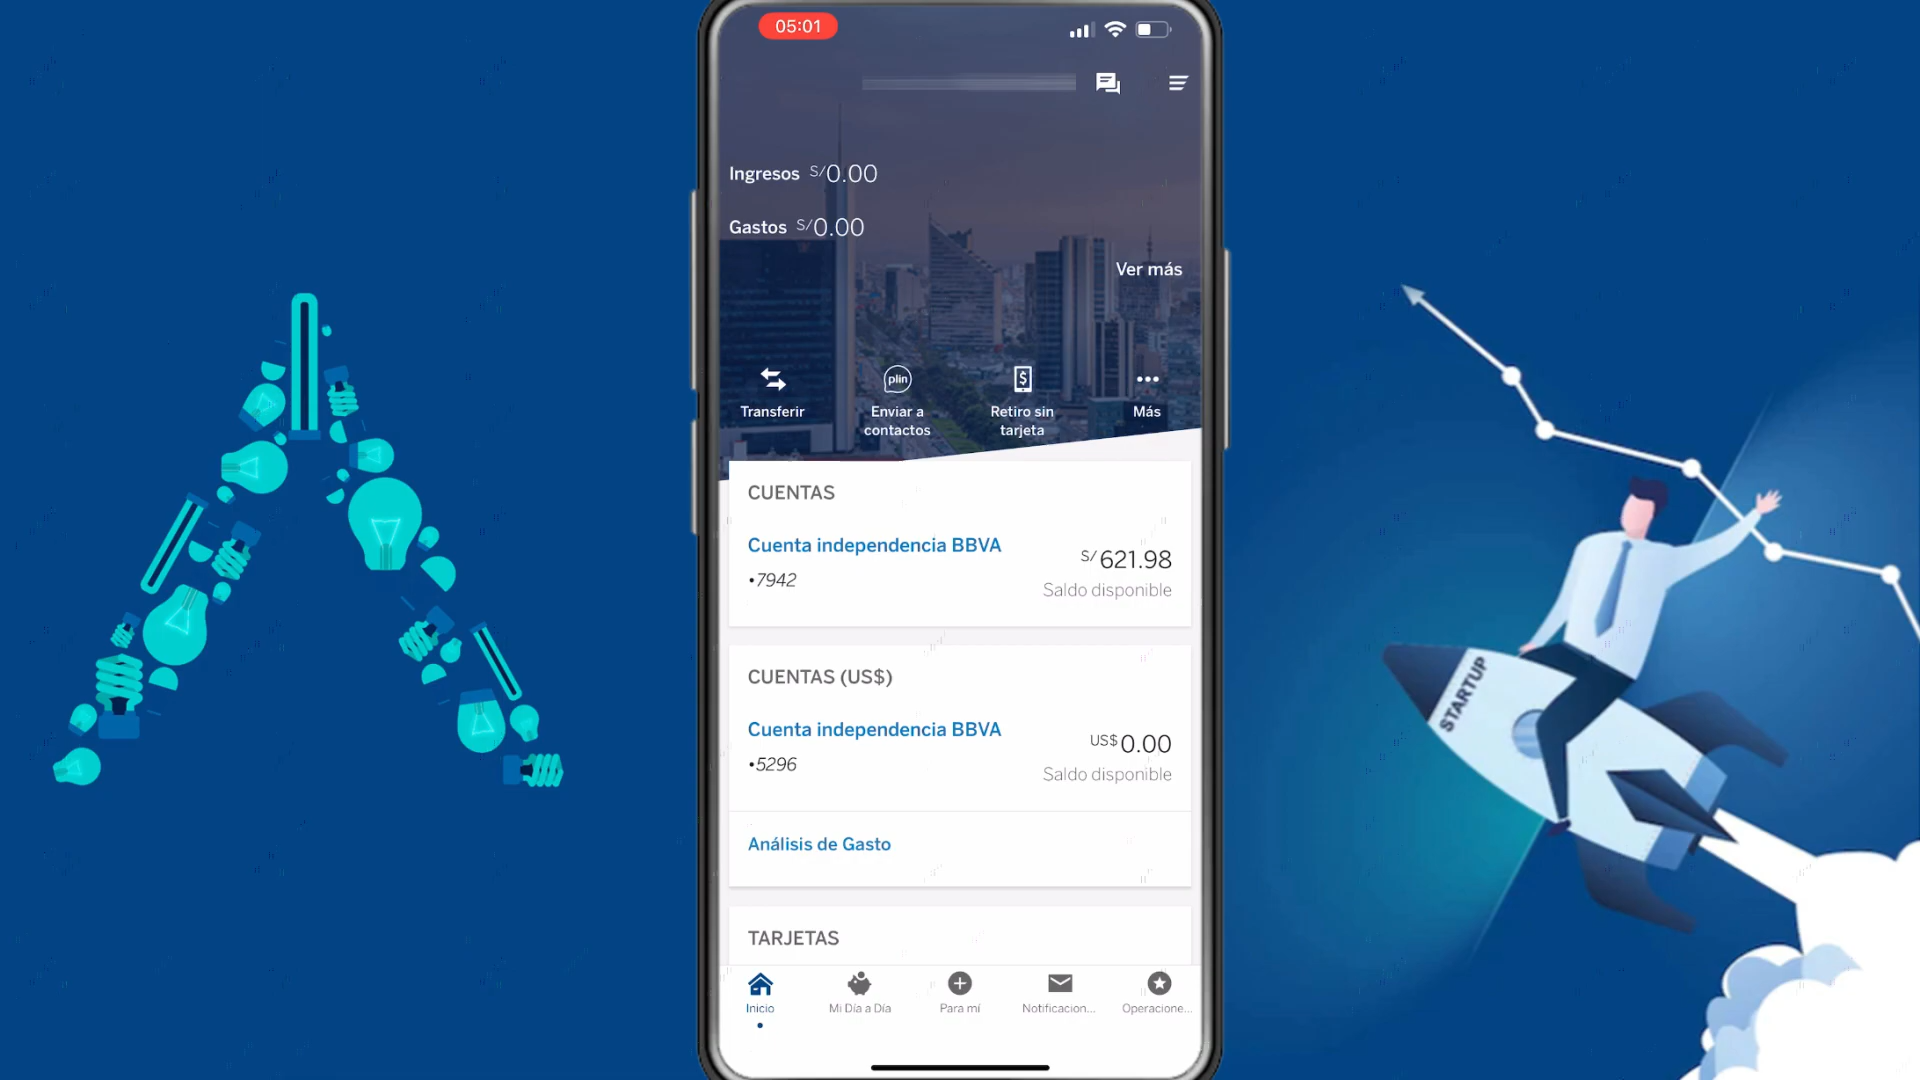 05:01
Ingresos S/0.00
Gastos S/0.00
Ver más
plin
Transferir
Enviar a
contactos
Retiro sin
tarjeta
Más
CUENTAS
Cuenta independencia BBVA
•7942
S/621.98
Saldo disponible
CUENTAS (US$)
Cuenta independencia BBVA
•5296
US$0.00
Saldo disponible
Análisis de Gasto
TARJETAS
Inicio
Mi Día a Día
Para mí
Notificacion...
Operacione...
STARTUP